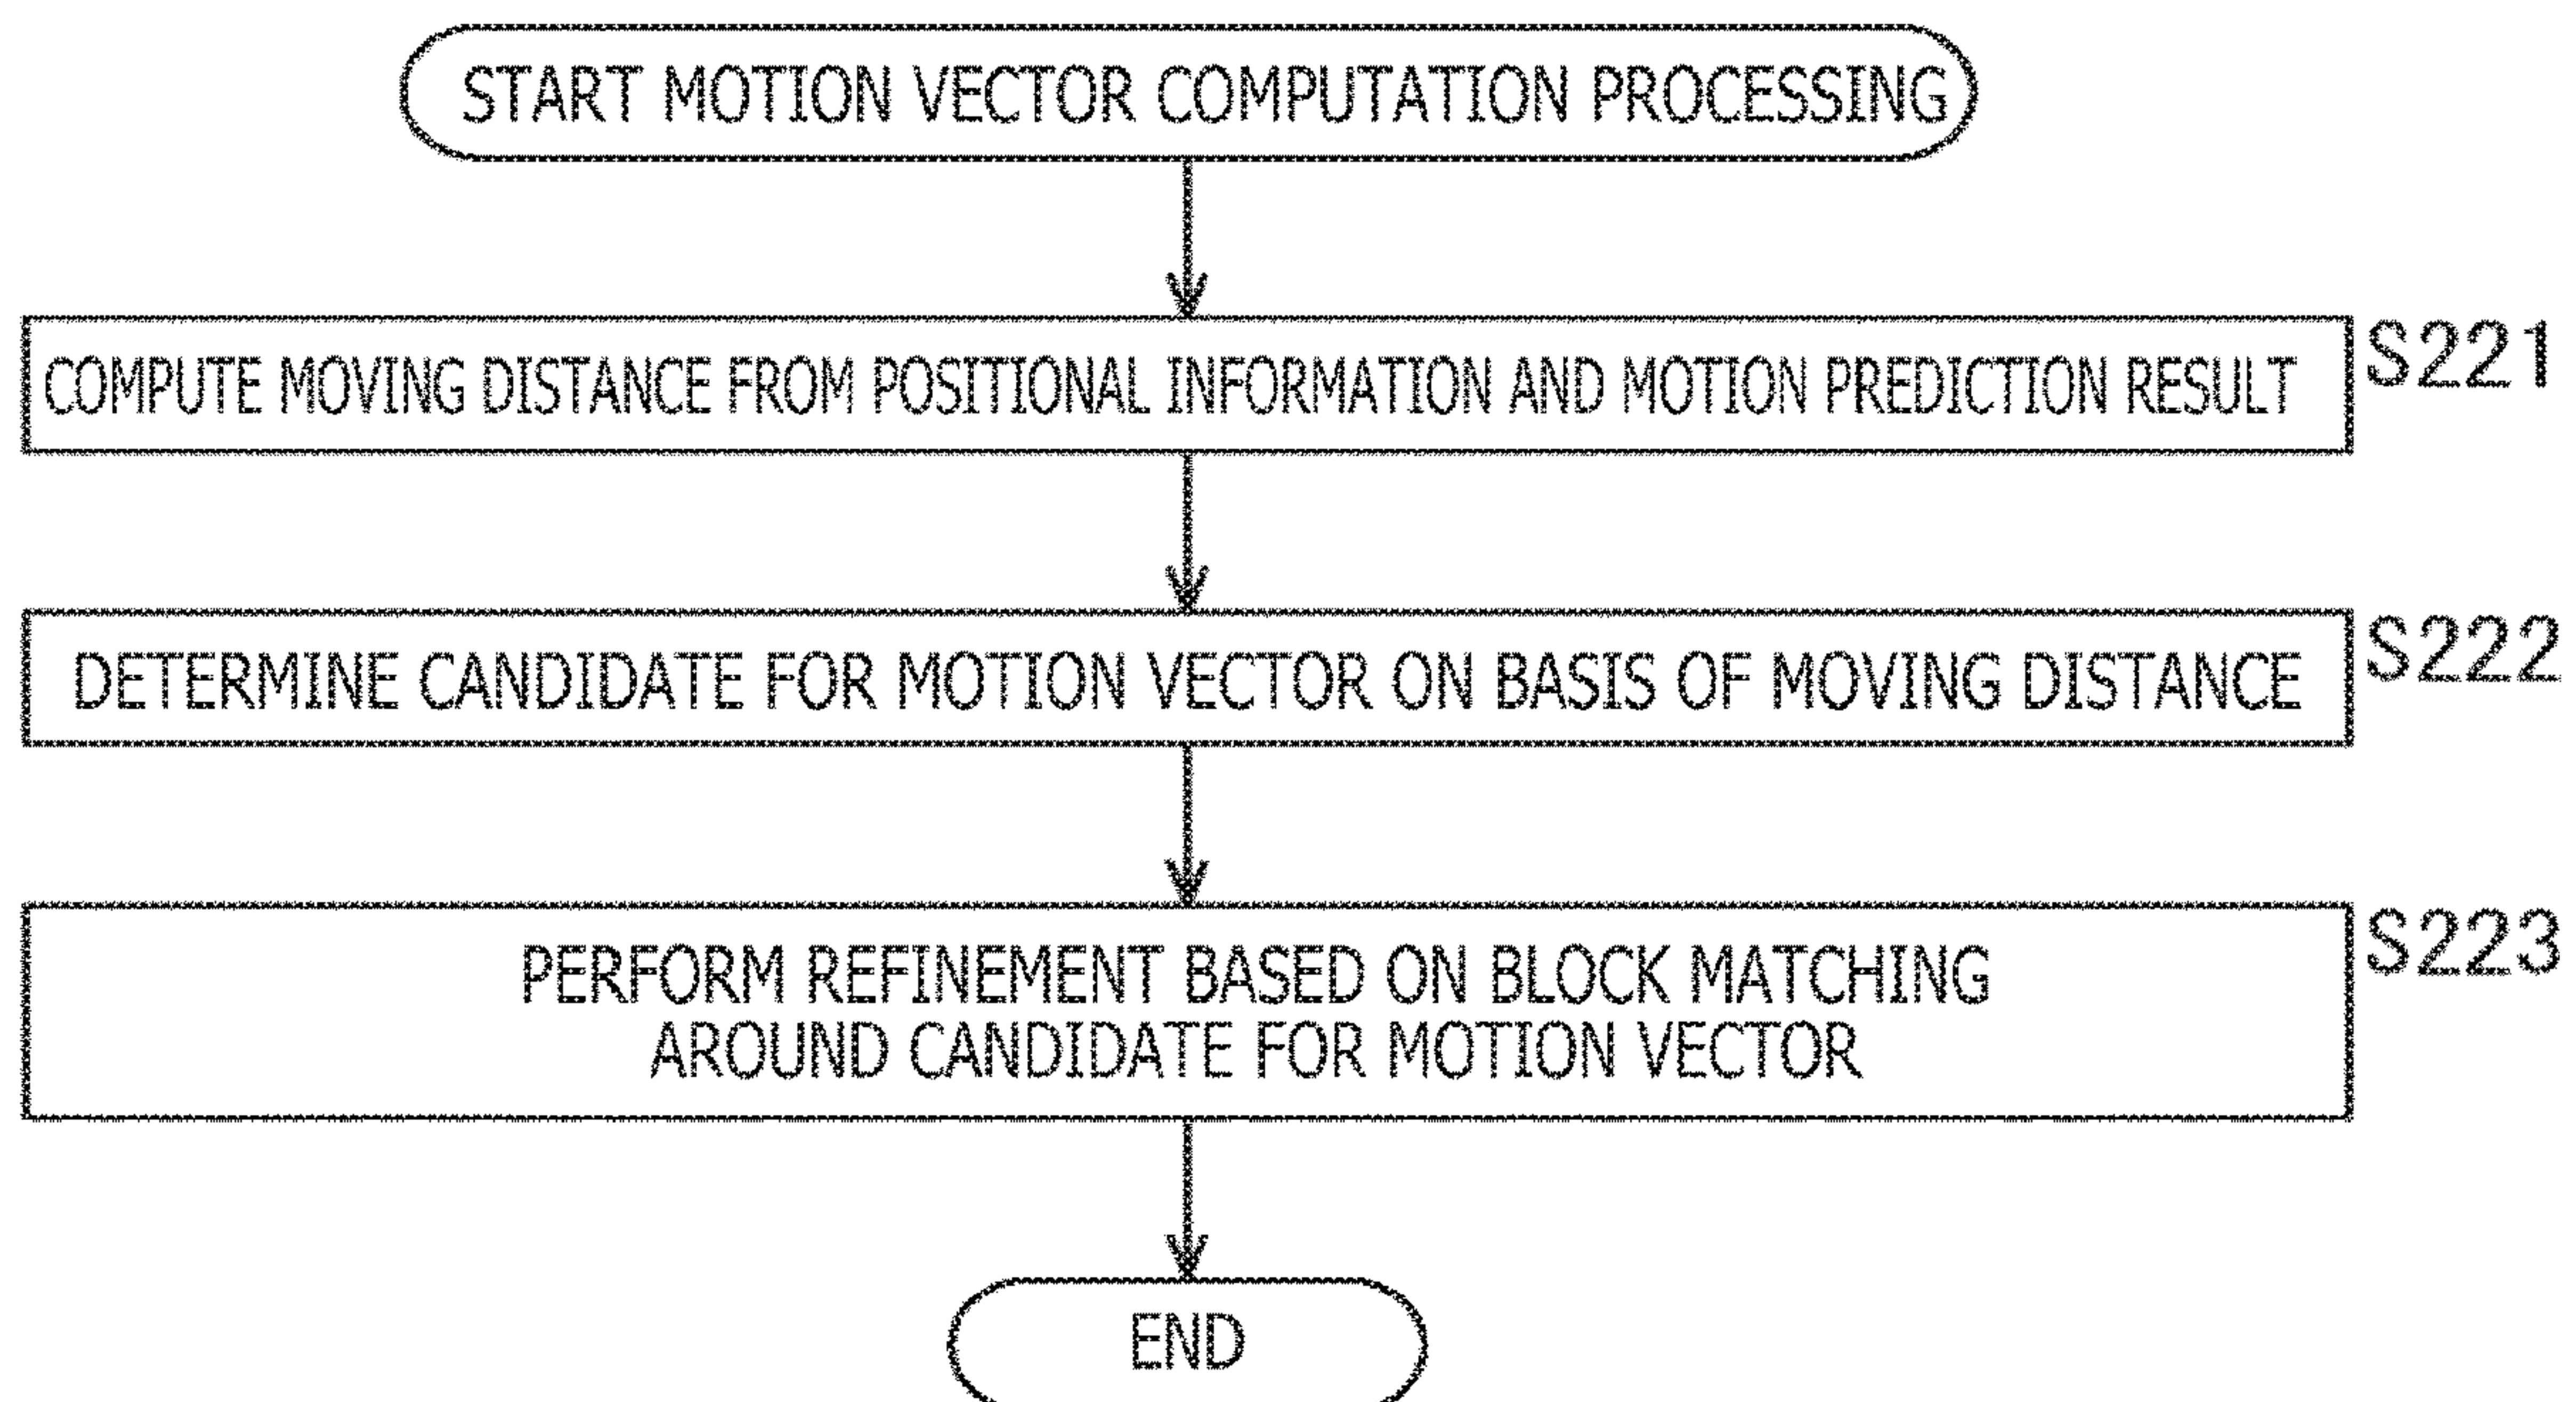 START MOTION VECTOR COMPUTATION PROCESSING
COMPUTE MOVING DISTANCE FROM POSITIONAL INFORMATION AND MOTION PREDICTION RESULT
S221
DETERMINE CANDIDATE FOR MOTION VECTOR ON BASIS OF MOVING DISTANCE
S222
PERFORM REFINEMENT BASED ON BLOCK MATCHING
AROUND CANDIDATE FOR MOTION VECTOR
S223
END